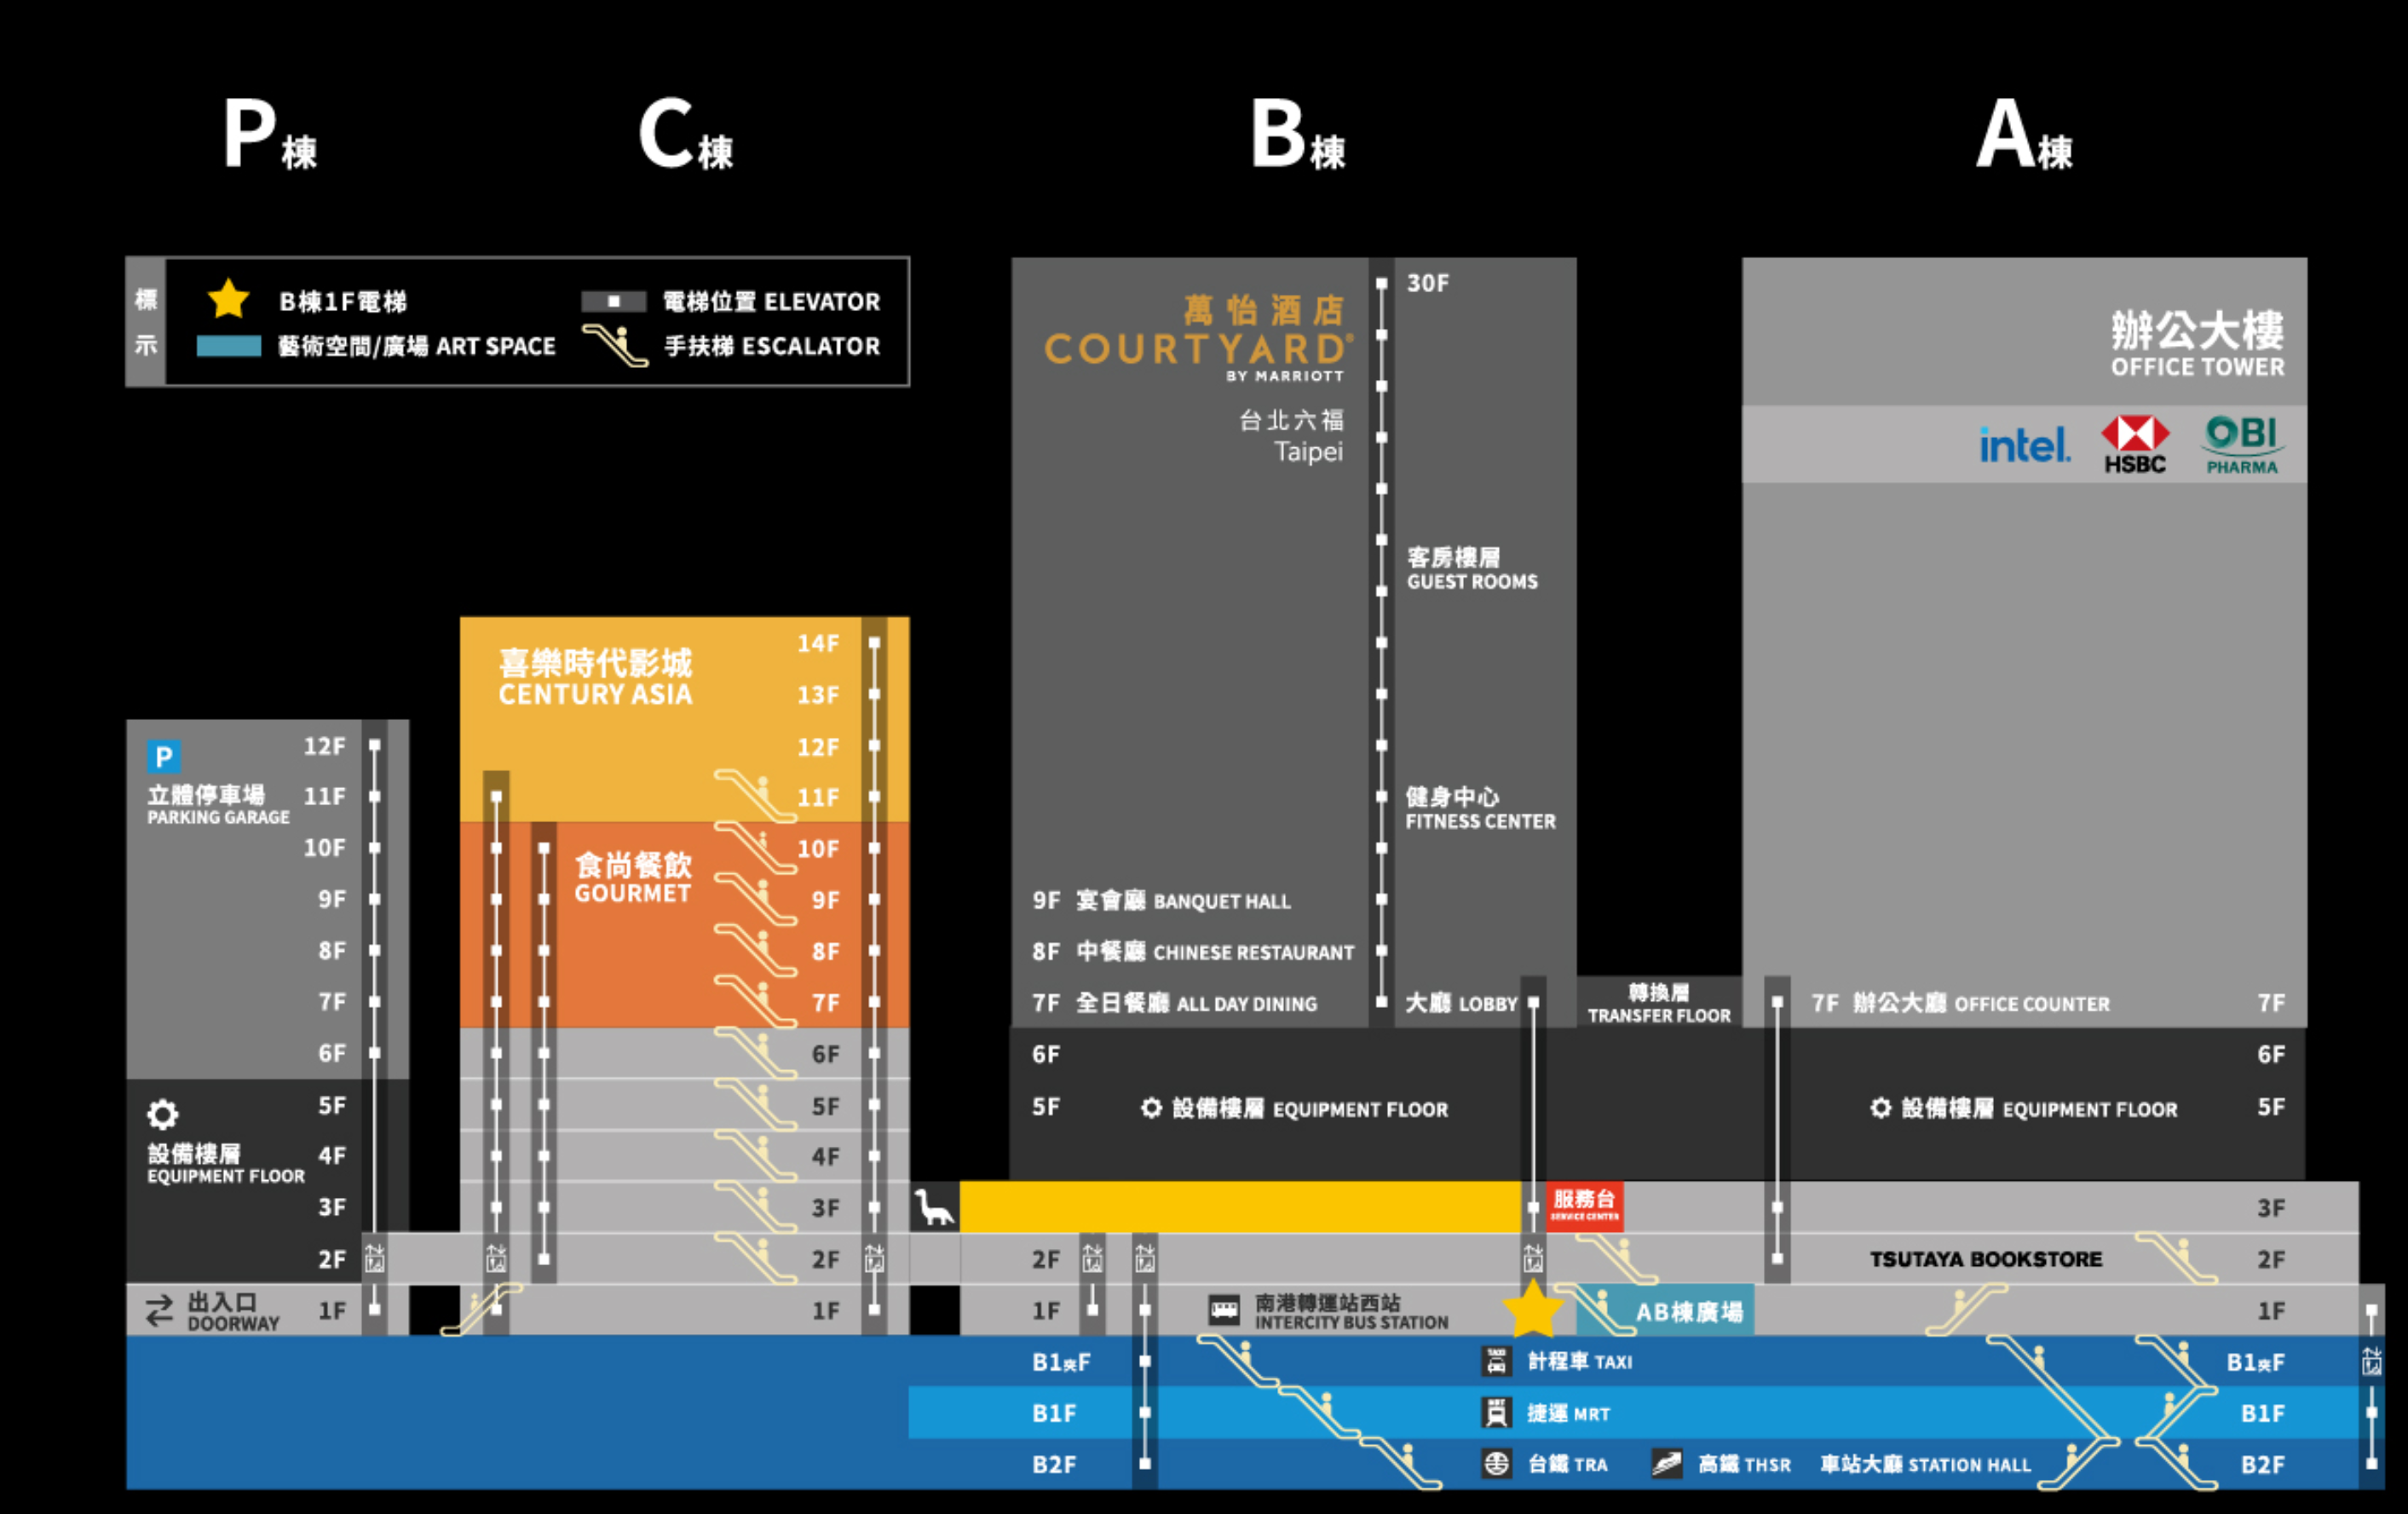 P棟
C棟
B棟
A棟
標示
B棟1F電梯
電梯位置 ELEVATOR
藝術空間/廣場 ART SPACE
手扶梯 ESCALATOR
P
立體停車場
PARKING GARAGE
12F
11F
10F
9F
8F
7F
6F
設備樓層
EQUIPMENT FLOOR
5F
4F
3F
2F
出入口
DOORWAY
1F
喜樂時代影城
CENTURY ASIA
14F
13F
12F
11F
食尚餐飲
GOURMET
10F
9F
8F
7F
6F
5F
4F
3F
2F
1F
萬怡酒店
COURTYARD®
BY MARRIOTT
台北六福
Taipei
30F
客房樓層
GUEST ROOMS
健身中心
FITNESS CENTER
9F 宴會廳 BANQUET HALL
8F 中餐廳 CHINESE RESTAURANT
7F 全日餐廳 ALL DAY DINING
大廳 LOBBY
轉換層
TRANSFER FLOOR
6F
5F
設備樓層 EQUIPMENT FLOOR
服務台
SERVICE CENTER
2F
1F
南港轉運站西站
INTERCITY BUS STATION
AB棟廣場
B1夾F
TAXI
計程車 TAXI
B1F
MRT
捷運 MRT
B2F
台鐵 TRA
高鐵 THSR
車站大廳 STATION HALL
辦公大樓
OFFICE TOWER
intel.
HSBC
OBI
PHARMA
7F 辦公大廳 OFFICE COUNTER
7F
6F
設備樓層 EQUIPMENT FLOOR
5F
3F
TSUTAYA BOOKSTORE
2F
1F
B1夾F
B1F
B2F